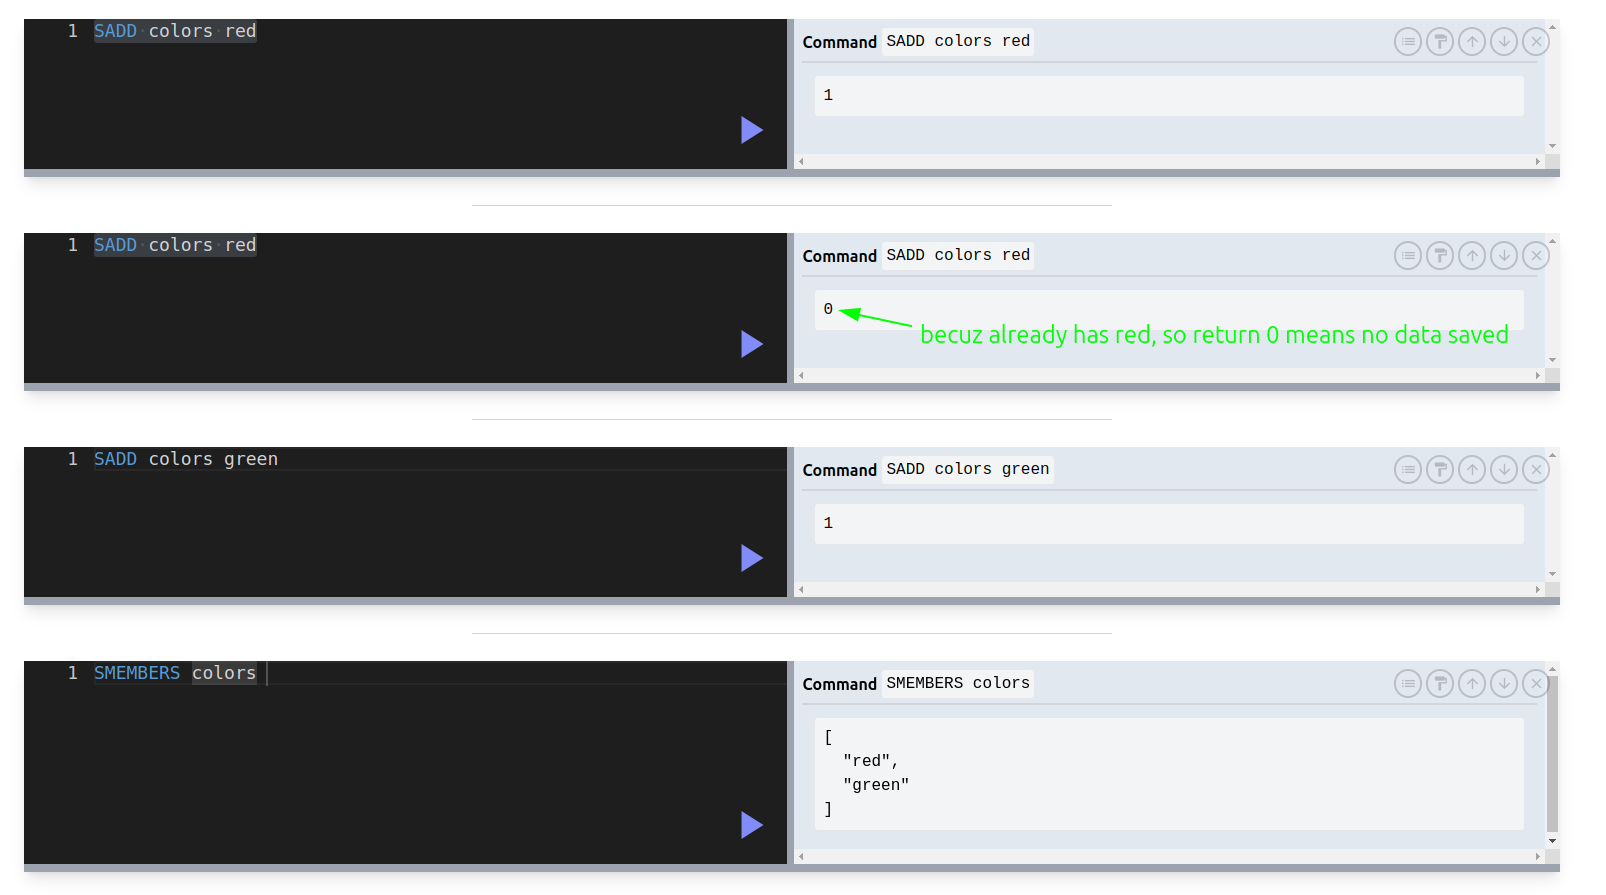 1 SADD colors red
Command SADD colors red
1
1 SADD colors red
Command SADD colors red
0
becuz already has red, so return 0 means no data saved
1 SADD colors green
Command SADD colors green
1
1 SMEMBERS colors
Command SMEMBERS colors
[
"red",
"green"
]